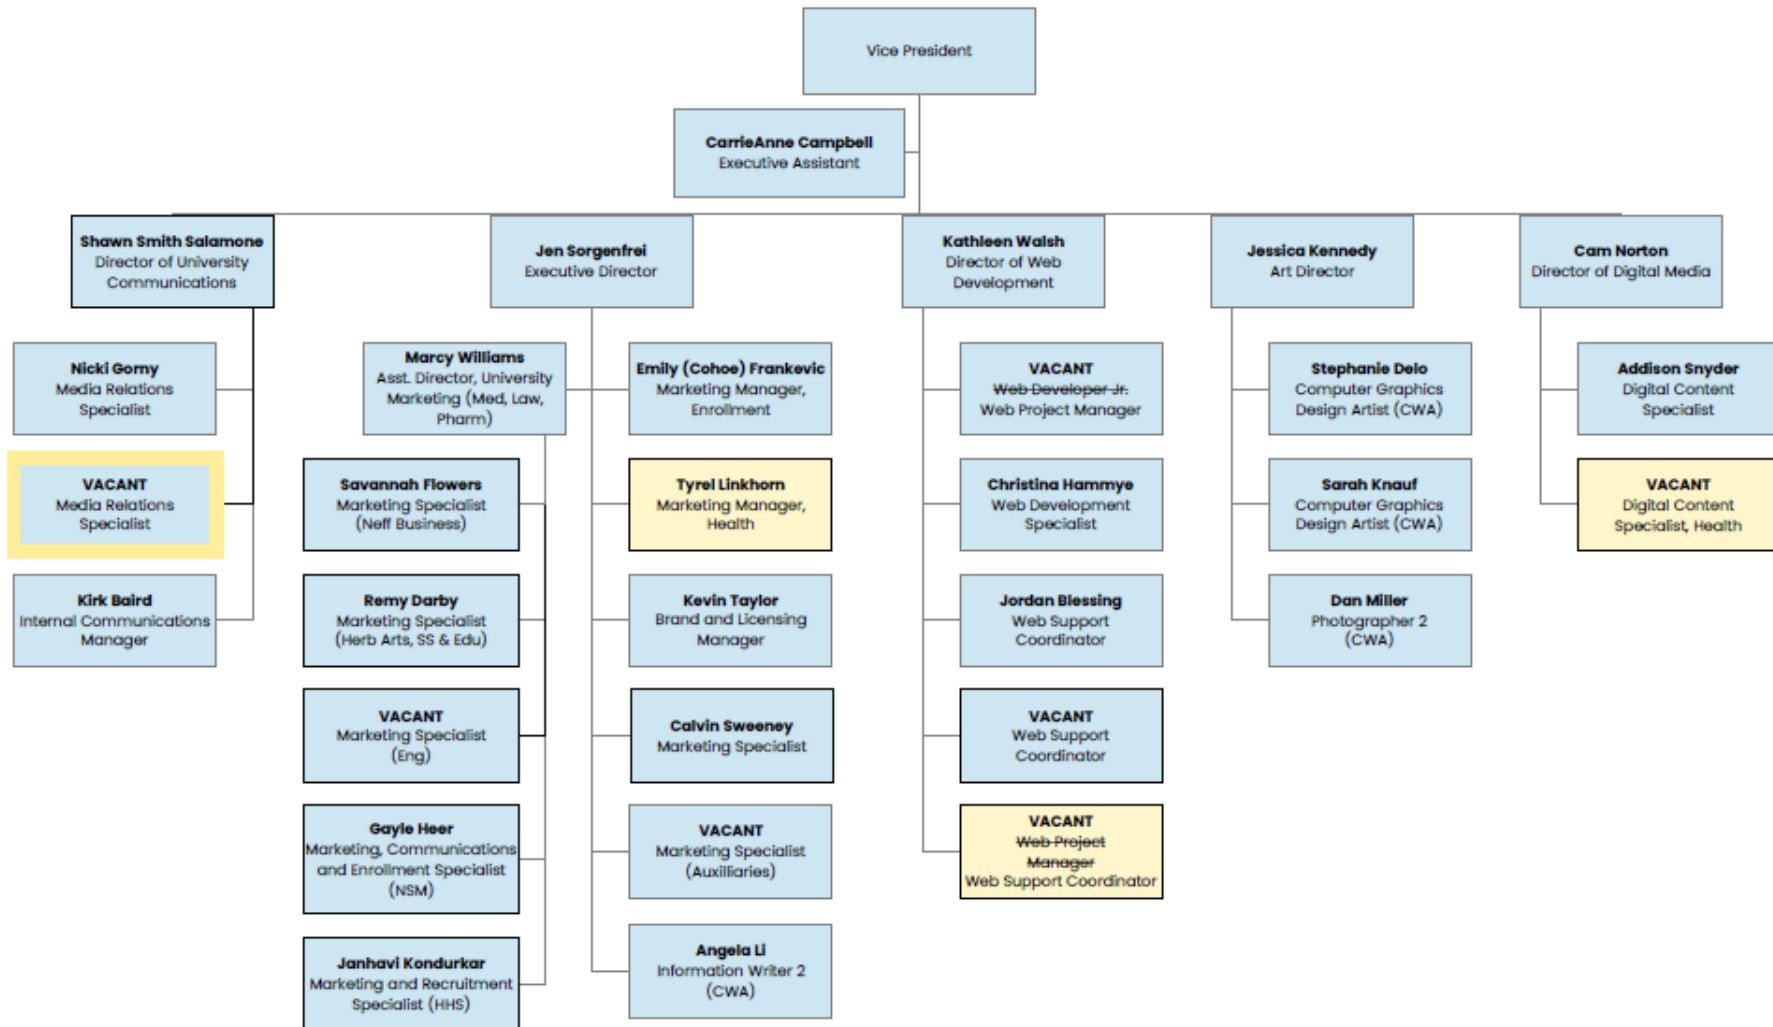 Vice President
CarrieAnne Campbell
Executive Assistant
Shawn Smith Salamone
Director of University
Communications
Jen Sorgenfrei
Executive Director
Kathleen Walsh
Director of Web
Development
Jessica Kennedy
Art Director
Cam Norton
Director of Digital Media
Nicki Gorny
Media Relations
Specialist
VACANT
Media Relations
Specialist
Kirk Baird
Internal Communications
Manager
Marcy Williams
Asst. Director, University
Marketing (Med, Law,
Pharm)
Savannah Flowers
Marketing Specialist
(Neff Business)
Remy Darby
Marketing Specialist
(Herb Arts, SS & Edu)
VACANT
Marketing Specialist
(Eng)
Gayle Heer
Marketing, Communications
and Enrollment Specialist
(NSM)
Janhavi Kondurkar
Marketing and Recruitment
Specialist (HHS)
Emily (Cohoe) Frankevic
Marketing Manager,
Enrollment
Tyrel Linkhorn
Marketing Manager,
Health
Kevin Taylor
Brand and Licensing
Manager
Calvin Sweeney
Marketing Specialist
VACANT
Marketing Specialist
(Auxilliaries)
Angela Li
Information Writer 2
(CWA)
VACANT
Web Developer Jr.
Web Project Manager
Christina Hammye
Web Development
Specialist
Jordan Blessing
Web Support
Coordinator
VACANT
Web Support
Coordinator
VACANT
Web Project
Manager
Web Support Coordinator
Stephanie Delo
Computer Graphics
Design Artist (CWA)
Sarah Knauf
Computer Graphics
Design Artist (CWA)
Dan Miller
Photographer 2
(CWA)
Addison Snyder
Digital Content
Specialist
VACANT
Digital Content
Specialist, Health